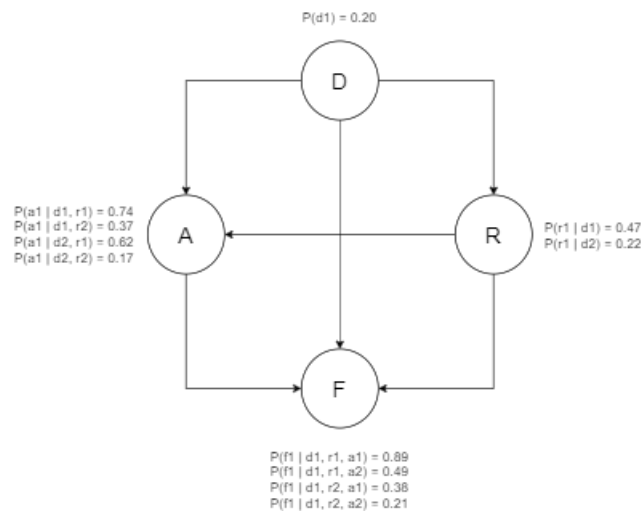 P(d1) = 0.20
D
P(a1 | d1, r1) = 0.74
P(a1 | d1, r2) = 0.37
P(a1 | d2, r1) = 0.62
P(a1 | d2, r2) = 0.17
A
R
P(r1 | d1) = 0.47
P(r1 | d2) = 0.22
F
P(f1 | d1, r1, a1) = 0.89
P(f1 | d1, r1, a2) = 0.49
P(f1 | d1, r2, a1) = 0.38
P(f1 | d1, r2, a2) = 0.21